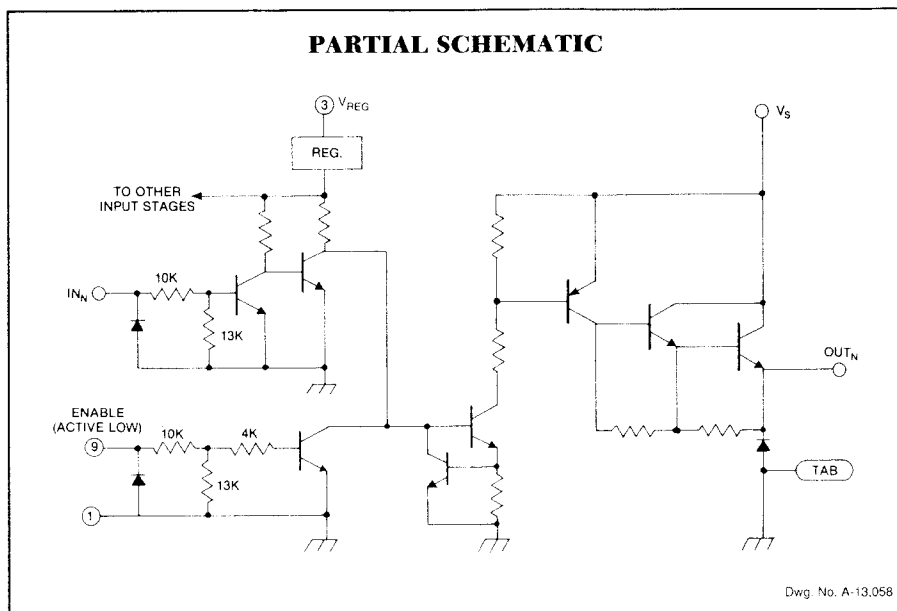 PARTIAL SCHEMATIC
3 V_REG
REG.
V_S
TO OTHER
INPUT STAGES
10K
IN_N
13K
ENABLE
(ACTIVE LOW)
10K
4K
9
13K
1
OUT_N
TAB
Dwg. No. A-13,058